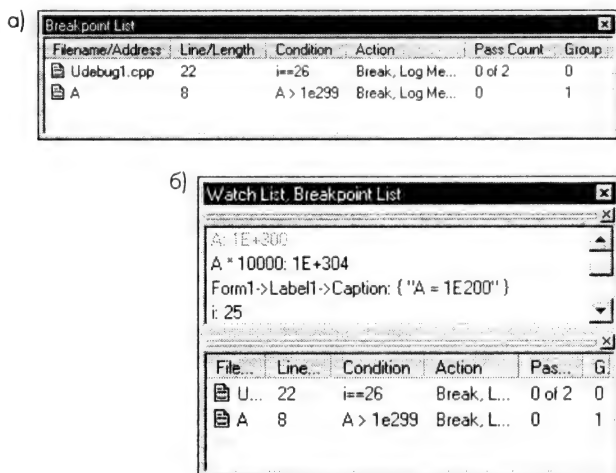 а)
Breakpoint List
Filename/Address Line/Length Condition Action Pass Count Group
Udebug1.cpp 22 i==26 Break, Log Me... 0 of 2 0
A 8 A > 1e299 Break, Log Me... 0 1
б)
Watch List, Breakpoint List
A: 1E+300
A * 10000: 1E+304
Form1->Label1->Caption: { "A = 1E200" }
i: 25
File... Line... Condition Action Pas... G.
U... 22 i==26 Break, L... 0 of 2 0
A 8 A > 1e299 Break, L... 0 1